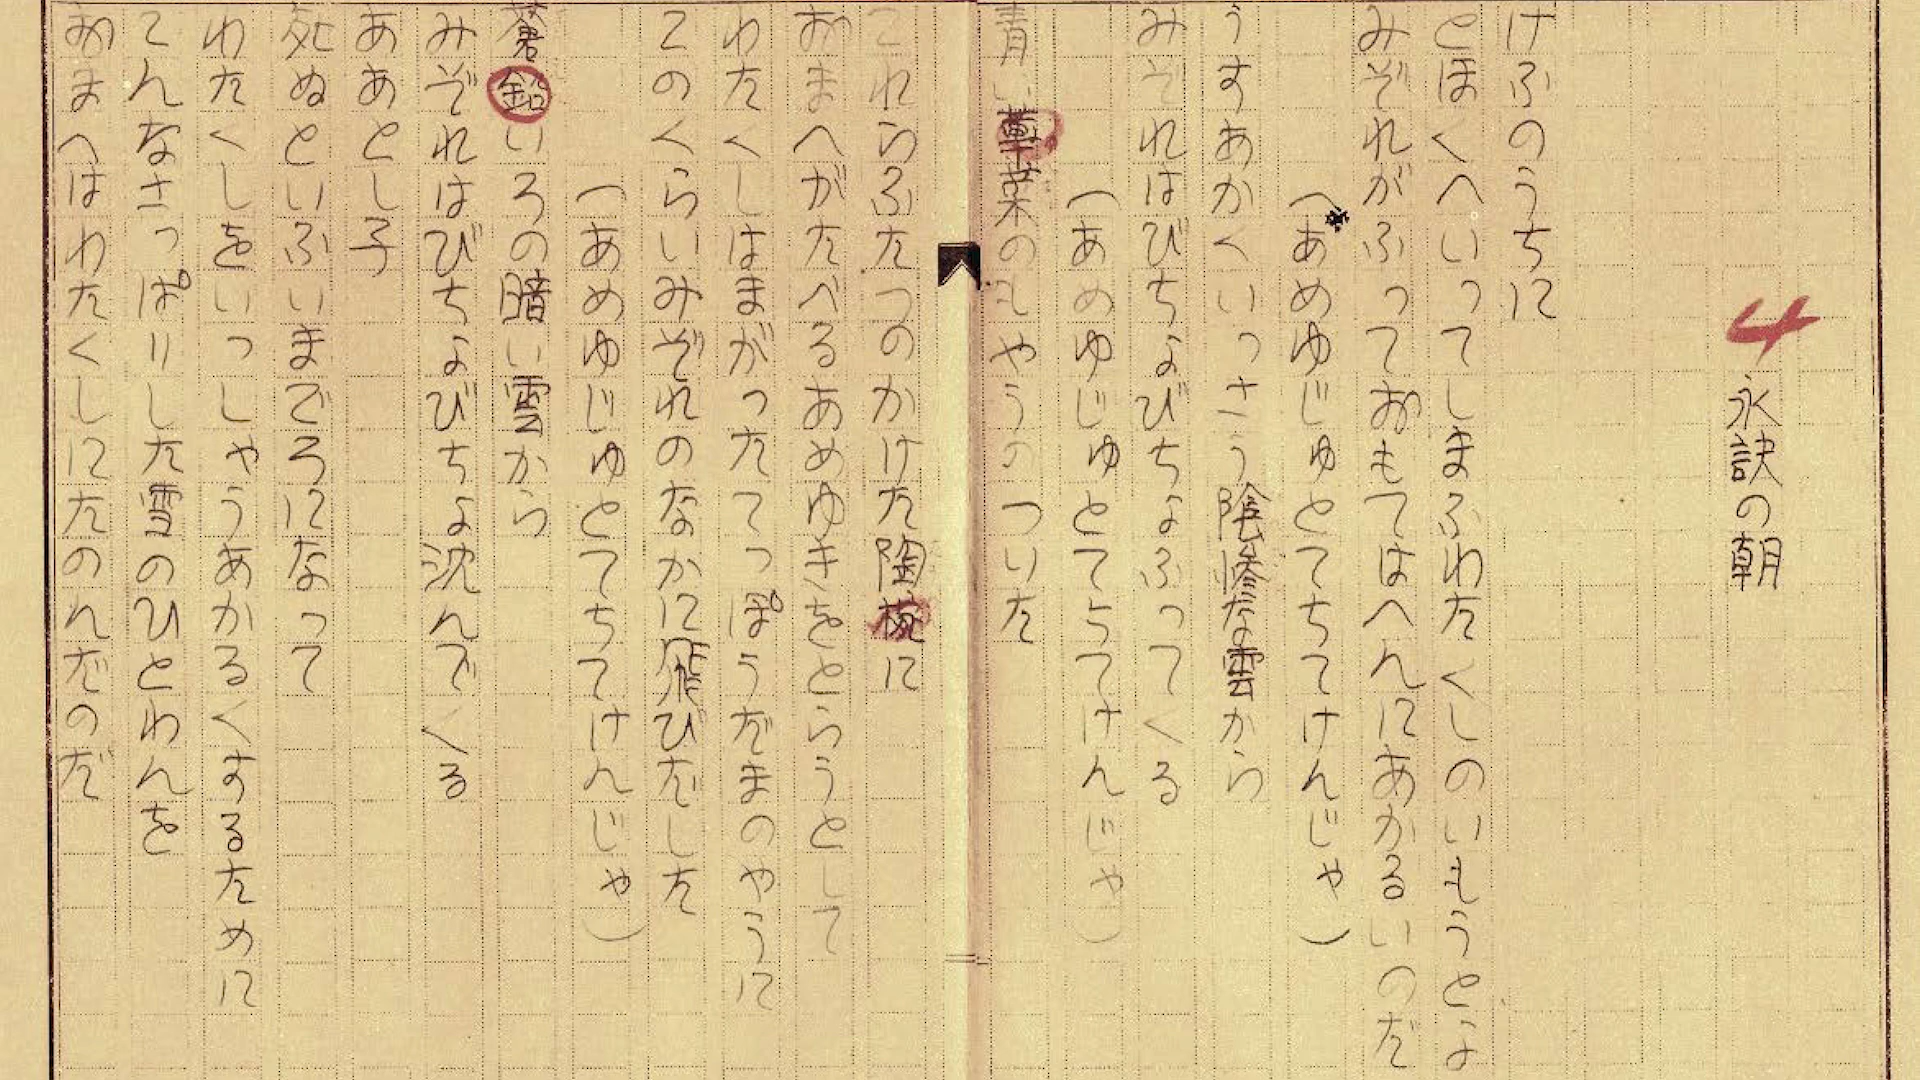 4
永訣の朝
けふのうちに
とほくへいってしまふわたくしのいもうとよ
みぞれがふっておもてはへんにあかるいのだ
（あめゆじゅとてちてけんじゃ）
うすあかくいっさう陰惨な雲から
みぞれはびちょびちょふってくる
（あめゆじゅとてちてけんじゃ）
青い蓴菜のもやうのついた
これらふたつのかけた陶椀に
おまへがたべるあめゆきをとらうとして
わたくしはまがったてっぽうだまのやうに
このくらいみぞれのなかに飛びだした
（あめゆじゅとてちてけんじゃ）
蒼鉛いろの暗い雲から
みぞれはびちょびちょ沈んでくる
ああとし子
死ぬといふいまごろになって
わたくしをいっしゃうあかるくするために
こんなさっぱりした雪のひとわんを
おまへはわたくしにたのんだのだ